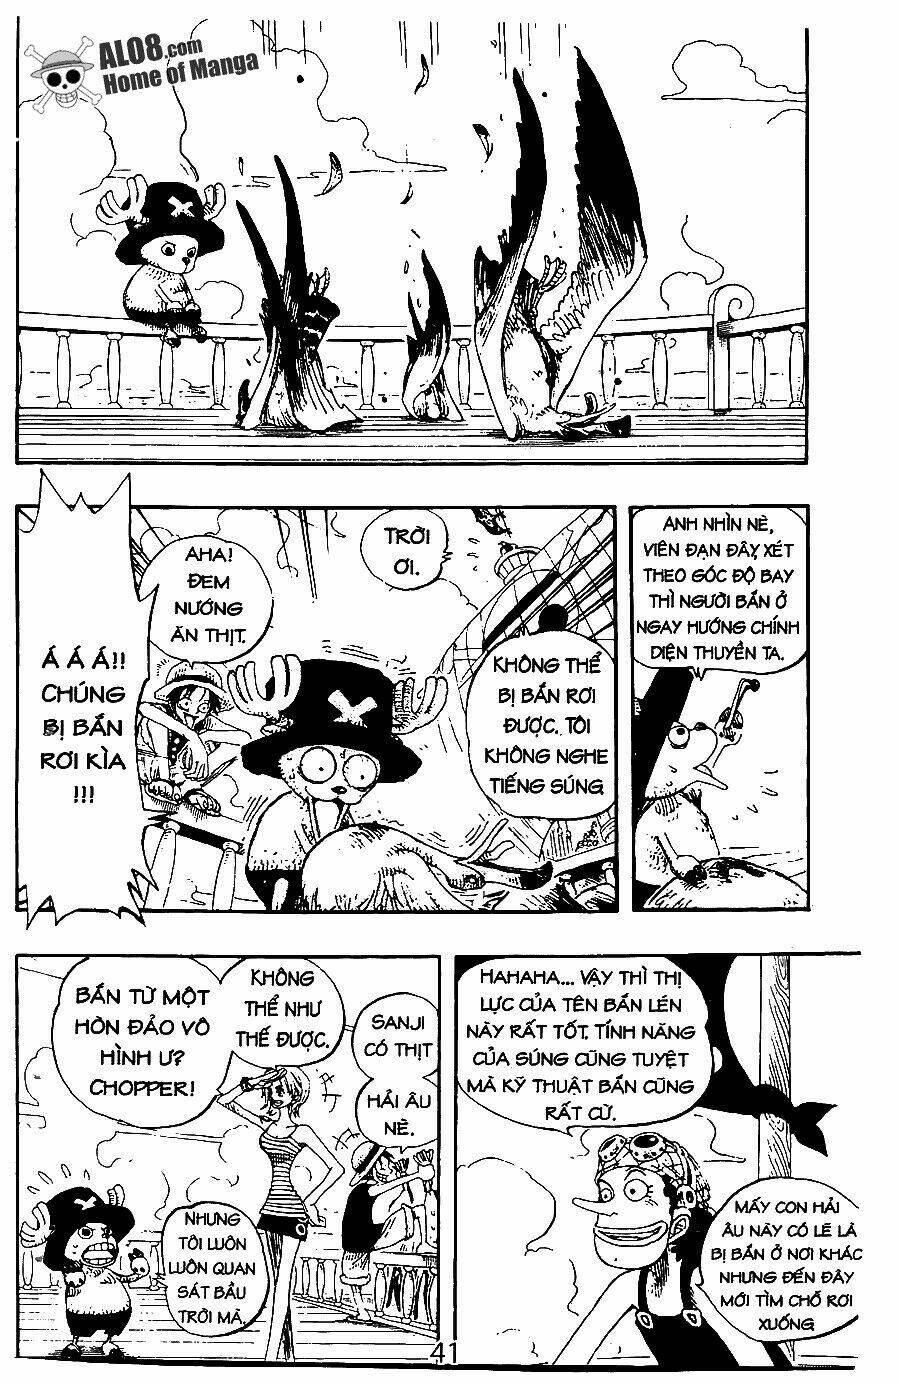 ALO8.com
Home of Manga
Á Á Á!!
CHÚNG
BỊ BẮN
RƠI KÌA
!!!
AHA!
ĐEM
NƯỚNG
ĂN THỊT.
TRỜI
ƠI.
KHÔNG THỂ
BỊ BẮN RƠI
ĐƯỢC. TÔI
KHÔNG NGHE
TIẾNG SÚNG
ANH NHÌN NÈ,
VIÊN ĐẠN ĐÂY, XÉT
THEO GÓC ĐỘ BAY
THÌ NGƯỜI BẮN Ở
NGAY HƯỚNG CHÍNH
DIỆN THUYỀN TA.
BẮN TỪ MỘT
HÒN ĐẢO VÔ
HÌNH Ư?
CHOPPER!
KHÔNG
THỂ NHƯ
THẾ ĐƯỢC.
SANJI
CÓ THỊT
HẢI ÂU
NÈ.
NHƯNG
TÔI LUÔN
LUÔN QUAN
SÁT BẦU
TRỜI MÀ.
HAHAHA... VẬY THÌ THỊ
LỰC CỦA TÊN BẮN LÉN
NÀY RẤT TỐT. TÍNH NĂNG
CỦA SÚNG CŨNG TUYỆT
MÀ KỸ THUẬT BẮN CŨNG
RẤT CỪ.
MẤY CON HẢI
ÂU NÀY CÓ LẼ LÀ
BỊ BẮN Ở NƠI KHÁC
NHƯNG ĐẾN ĐÂY
MỚI TÌM CHỖ RƠI
XUỐNG
41